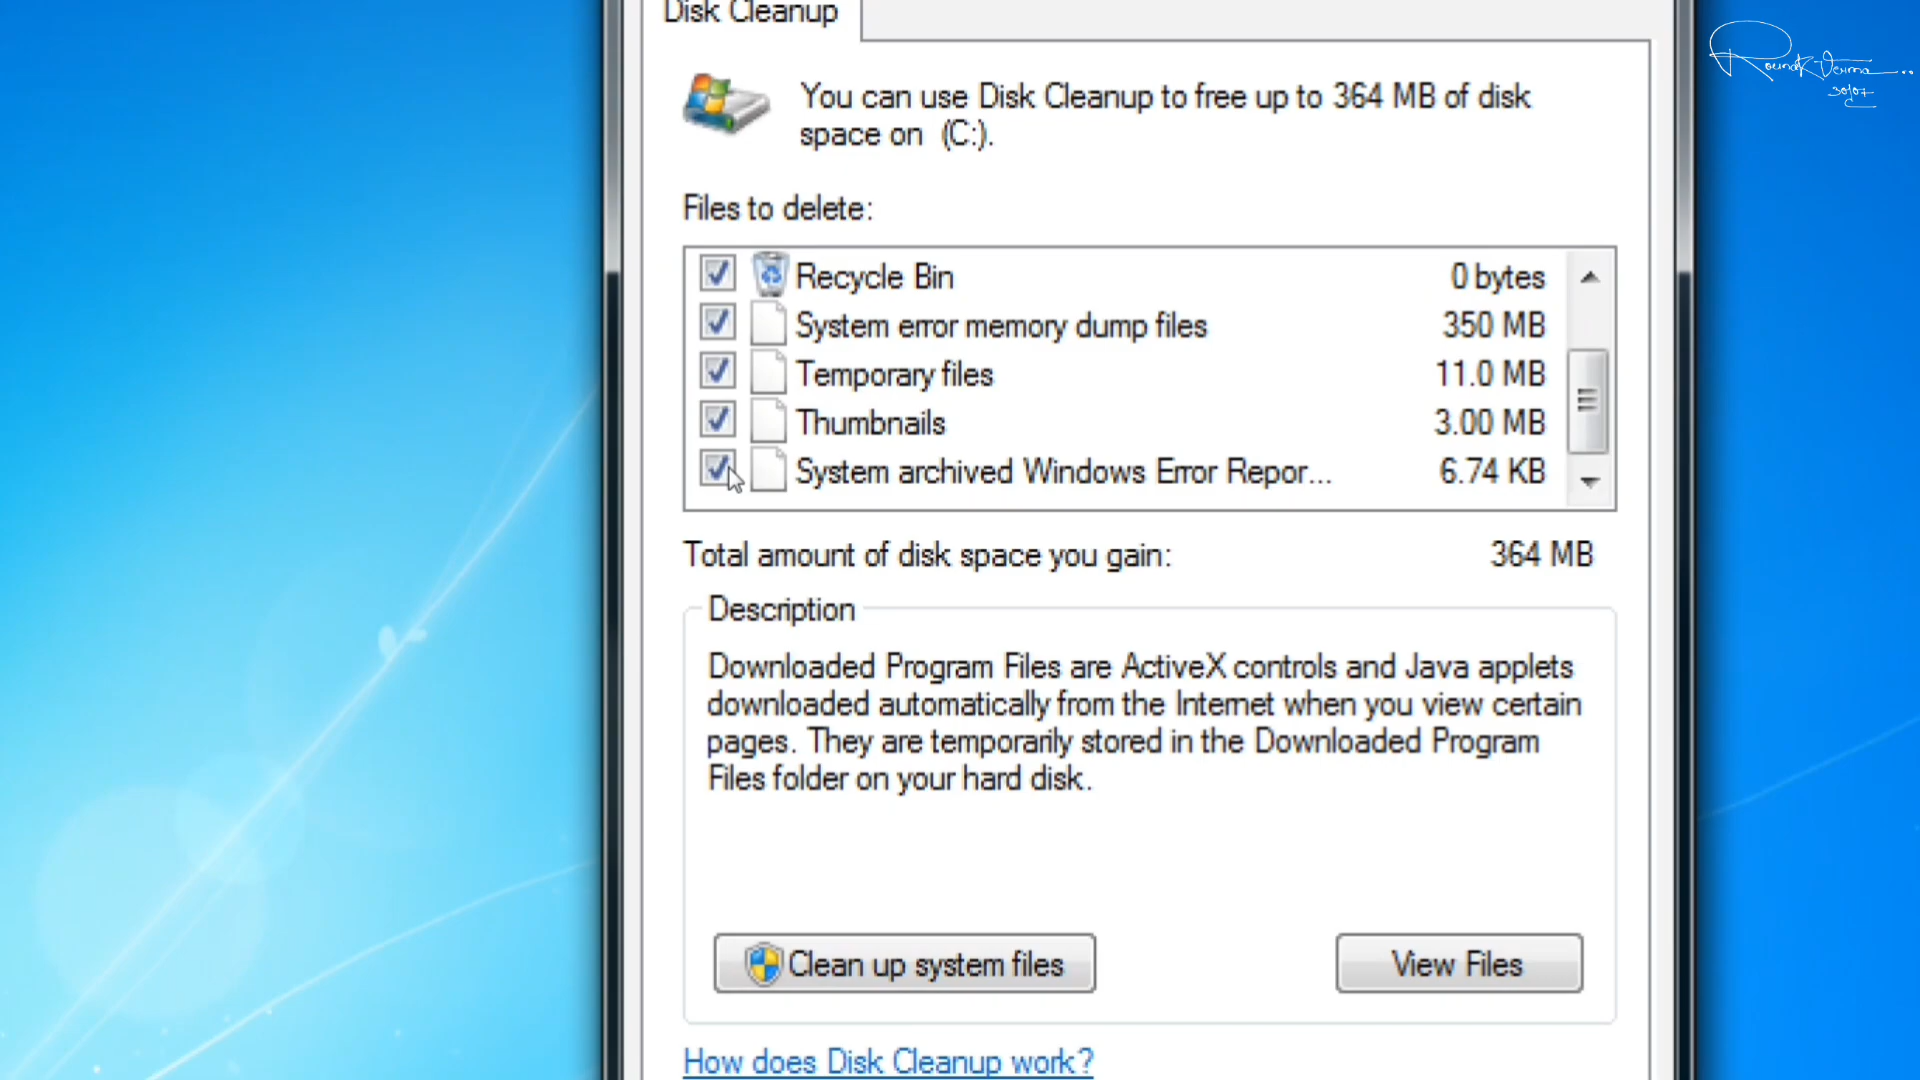 Disk Cleanup
You can use Disk Cleanup to free up to 364 MB of disk
space on (C:).
Files to delete:
Recycle Bin 0 bytes
System error memory dump files 350 MB
Temporary files 11.0 MB
Thumbnails 3.00 MB
System archived Windows Error Repor... 6.74 KB
Total amount of disk space you gain: 364 MB
Description
Downloaded Program Files are ActiveX controls and Java applets
downloaded automatically from the Internet when you view certain
pages. They are temporarily stored in the Downloaded Program
Files folder on your hard disk.
Clean up system files View Files
How does Disk Cleanup work?